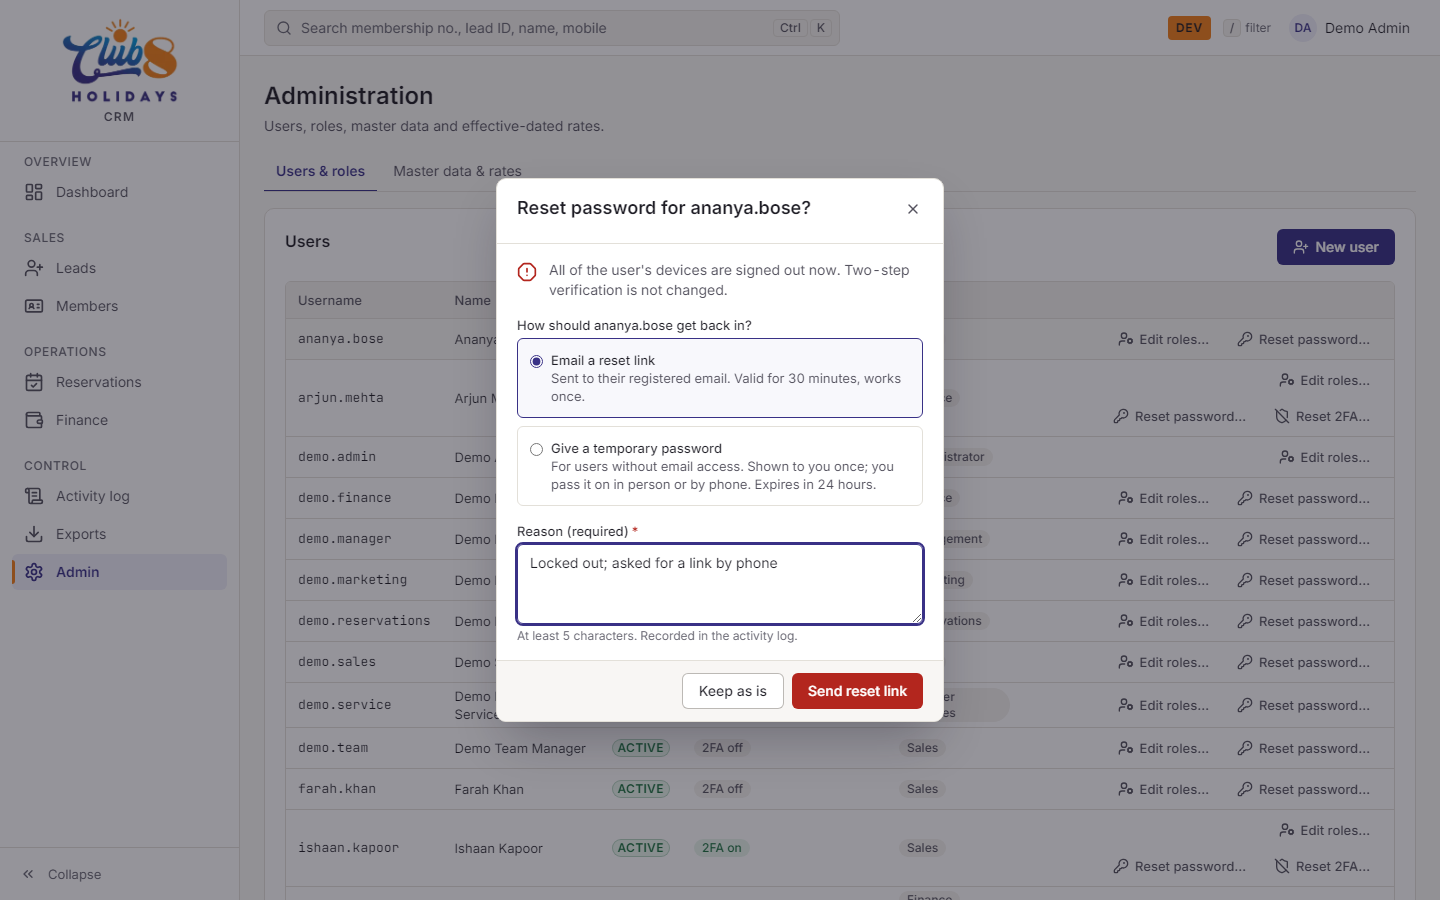 Club8
HOLIDAYS
CRM
Search membership no., lead ID, name, mobile
Ctrl K
DEV
/ filter
DA Demo Admin
OVERVIEW
Dashboard
SALES
Leads
Members
OPERATIONS
Reservations
Finance
CONTROL
Activity log
Exports
Admin
Collapse
Administration
Users, roles, master data and effective-dated rates.
Users & roles Master data & rates
Users
New user
Username Name
ananya.bose Edit roles... Reset password...
arjun.mehta Arjun Edit roles...
Reset password... Reset 2FA...
demo.admin Demo Edit roles...
demo.finance Demo Edit roles... Reset password...
demo.manager Demo Edit roles... Reset password...
demo.marketing Demo Edit roles... Reset password...
demo.reservations Demo Edit roles... Reset password...
demo.sales Demo Edit roles... Reset password...
demo.service Demo Edit roles... Reset password...
demo.team Demo Team Manager ACTIVE 2FA off Sales Edit roles... Reset password...
farah.khan Farah Khan ACTIVE 2FA off Sales Edit roles... Reset password...
ishaan.kapoor Ishaan Kapoor ACTIVE 2FA on Sales Edit roles...
Reset password... Reset 2FA...
Reset password for ananya.bose?
All of the user's devices are signed out now. Two-step
verification is not changed.
How should ananya.bose get back in?
Email a reset link
Sent to their registered email. Valid for 30 minutes, works
once.
Give a temporary password
For users without email access. Shown to you once; you
pass it on in person or by phone. Expires in 24 hours.
Reason (required) *
Locked out; asked for a link by phone
At least 5 characters. Recorded in the activity log.
Keep as is Send reset link